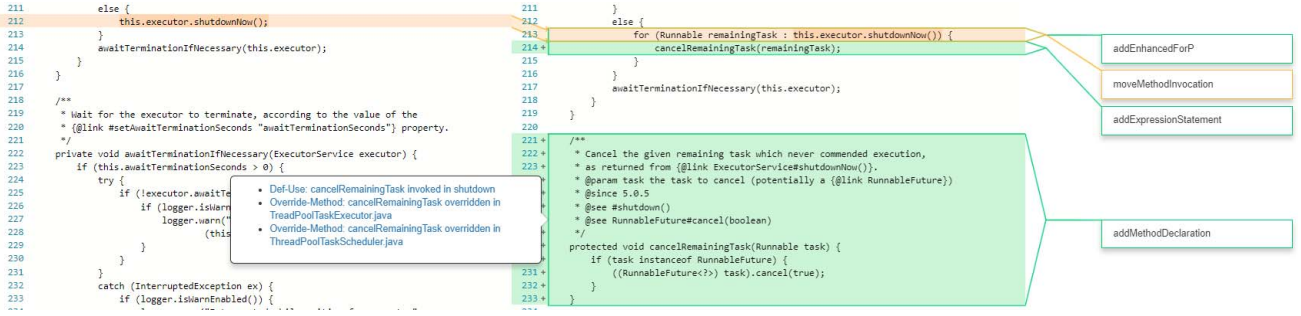 211 else {
212 this.executor.shutdownNow();
213 }
214 awaitTerminationIfNecessary(this.executor);
215 }
216 }
217
218 /**
219 * Wait for the executor to terminate, according to the value of the
220 * {@link #setAwaitTerminationSeconds "awaitTerminationSeconds"} property.
221 */
222 private void awaitTerminationIfNecessary(ExecutorService executor) {
223 if (this.awaitTerminationSeconds > 0) {
224 try {
225 if (!executor.awaitTe
226 if (logger.isWarn
227 logger.warn("
228 (this
229 }
230 }
231 }
232 catch (InterruptedException ex) {
233 if (logger.isWarnEnabled()) {
• Def-Use: cancelRemainingTask invoked in shutdown
• Override-Method: cancelRemainingTask overridden in
TreadPoolTaskExecutor.java
• Override-Method: cancelRemainingTask overridden in
ThreadPoolTaskScheduler.java
211 }
212 else {
213 for (Runnable remainingTask : this.executor.shutdownNow()) {
214 + cancelRemainingTask(remainingTask);
215 }
216 }
217 awaitTerminationIfNecessary(this.executor);
218 }
219 }
220
221 + /**
222 + * Cancel the given remaining task which never commended execution,
223 + * as returned from {@link ExecutorService#shutdownNow()}.
+ * @param task the task to cancel (potentially a {@link RunnableFuture})
+ * @since 5.0.5
+ * @see #shutdown()
+ * @see RunnableFuture#cancel(boolean)
+ */
+ protected void cancelRemainingTask(Runnable task) {
+ if (task instanceof RunnableFuture) {
231 + ((RunnableFuture<?>) task).cancel(true);
232 + }
233 + }
addEnhancedForP
moveMethodInvocation
addExpressionStatement
addMethodDeclaration